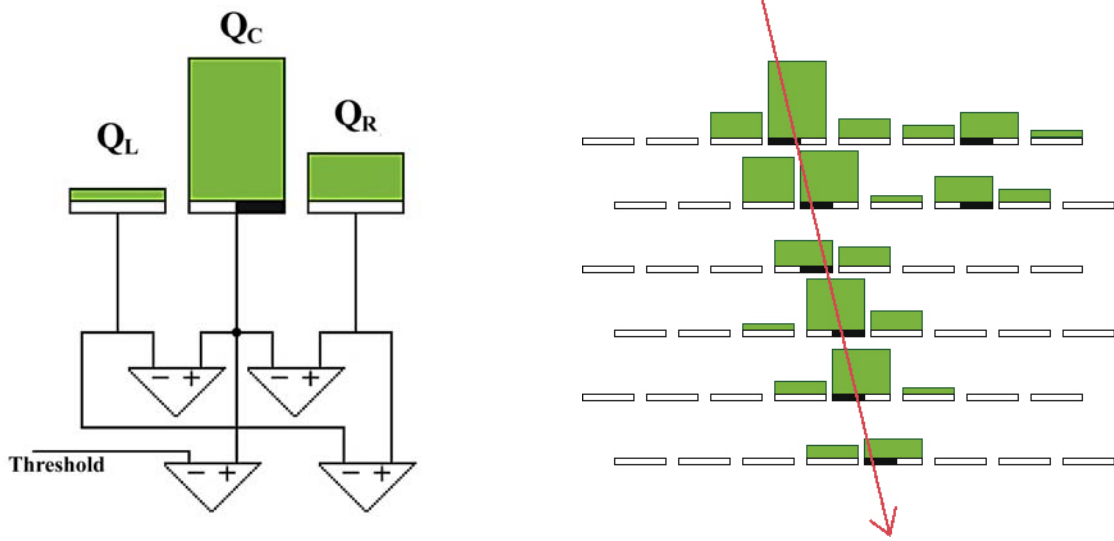 Q_C
Q_L
Q_R
− + − +
Threshold
− + − +